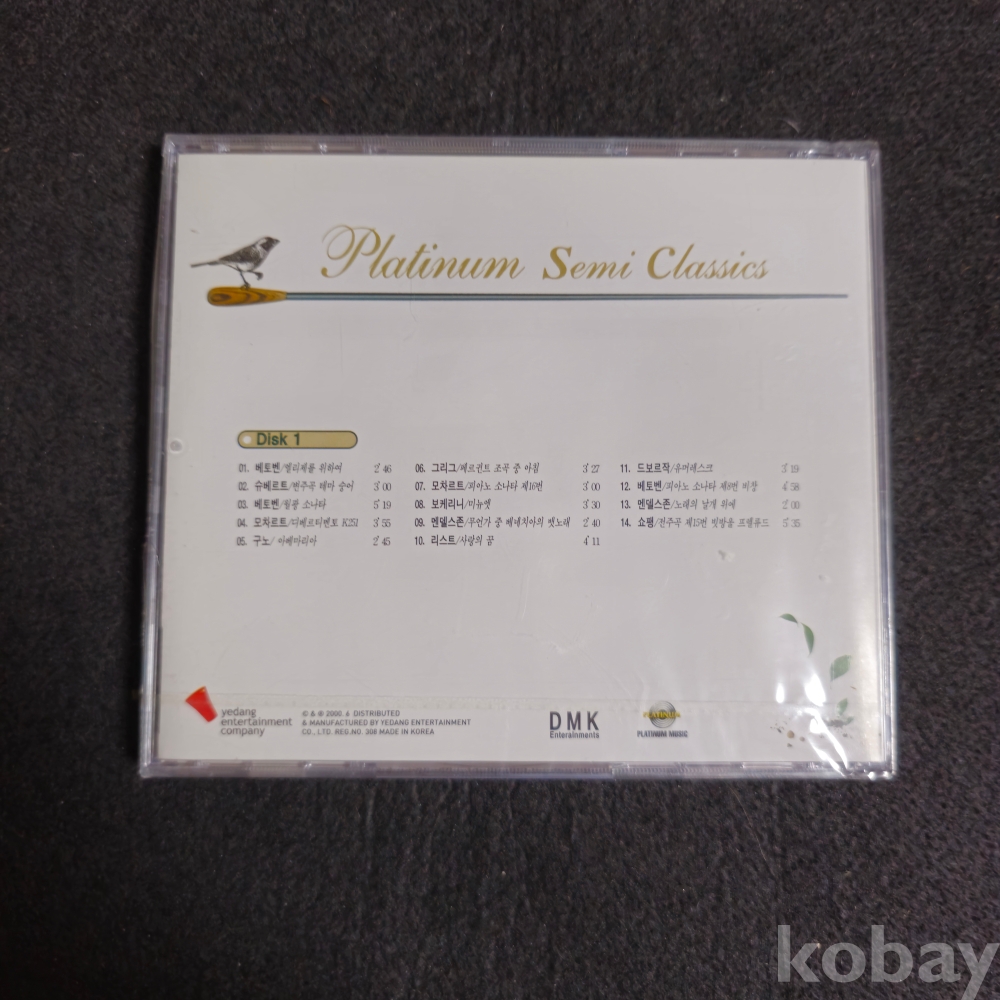 Platinum Semi Classics
Disk 1
01. 베토벤/엘리제를 위하여 2' 46
02. 슈베르트/변주곡 테마 숭어 3' 00
03. 베토벤/월광 소나타 5' 19
04. 모차르트/디베르티멘토 K251 3' 55
05. 구노/ 아베마리아 2' 45
06. 그리그/페르귄트 조곡 중 아침 3' 27
07. 모차르트/피아노 소나타 제16번 3' 00
08. 보케리니/미뉴엣 3' 30
09. 멘델스존/무언가 중 베네치아의 뱃노래 2' 40
10. 리스트/사랑의 꿈 4' 11
11. 드보르작/유머레스크 3' 19
12. 베토벤/피아노 소나타 제8번 비창 4' 58
13. 멘델스존/노래의 날개 위에 2' 00
14. 쇼팽/전주곡 제15번 빗방울 프렐류드 5' 35
yedang
entertainment
company
© & ℗ 2000. 6 DISTRIBUTED
& MANUFACTURED BY YEDANG ENTERTAINMENT
CO., LTD. REG.NO. 308 MADE IN KOREA
DMK
Enterainments
PLATINUM
PLATINUM MUSIC
kobay